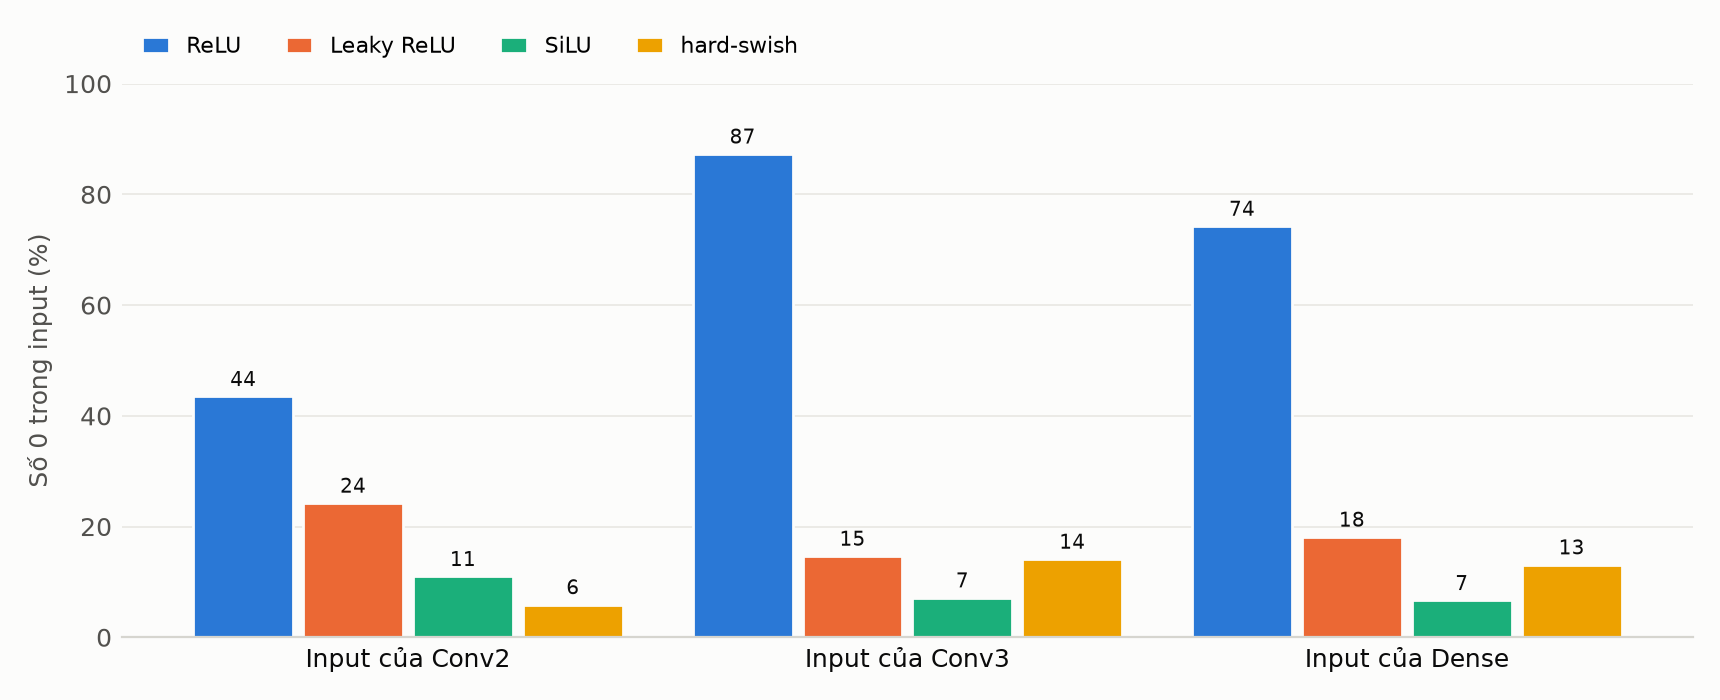 ReLU Leaky ReLU SiLU hard-swish
Số 0 trong input (%)
100
80
60
40
20
0
44 24 11 6
87 15 7 14
74 18 7 13
Input của Conv2 Input của Conv3 Input của Dense